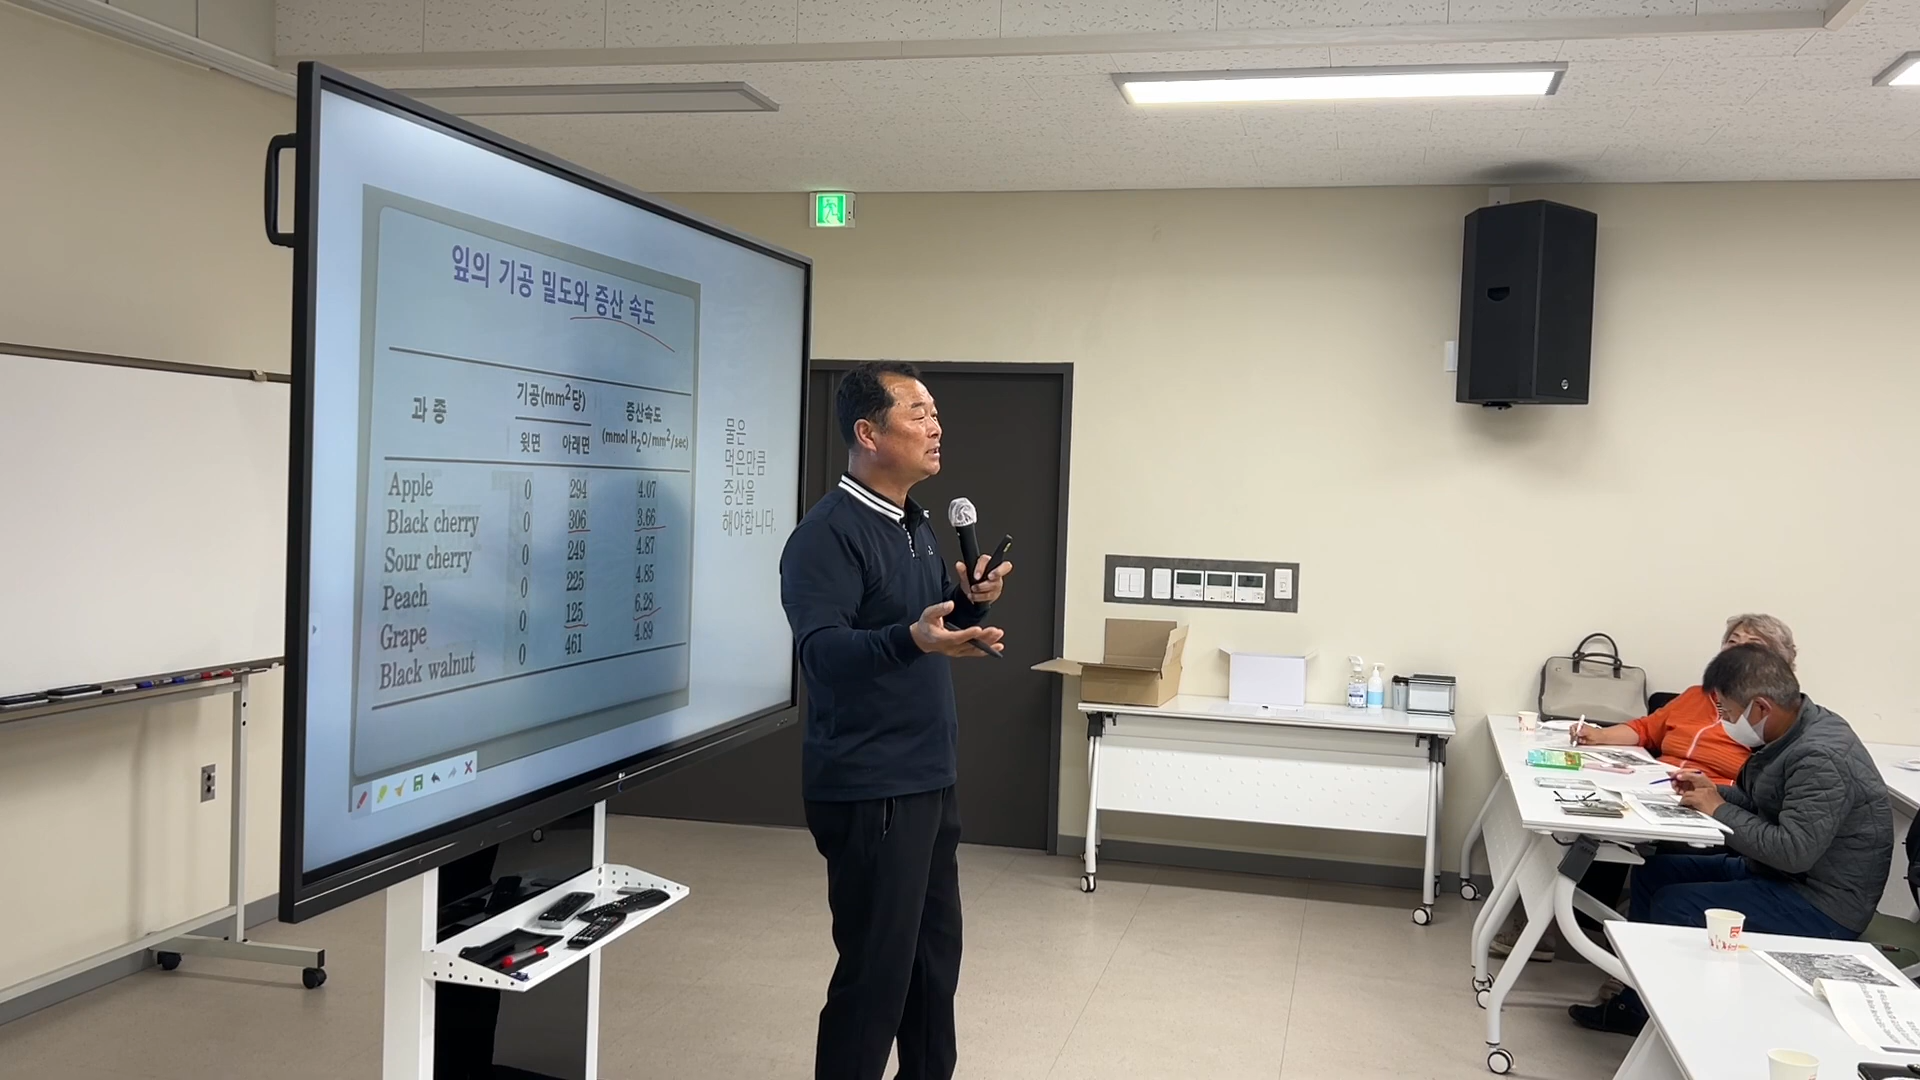 잎의 기공 밀도와 증산 속도
과 종 기공(mm2당) 증산속도
윗면 아래면 (mmol H2O/mm2/sec)
Apple 0 294 4.07
Black cherry 0 306 3.66
Sour cherry 0 249 4.87
Peach 0 225 4.85
Grape 0 125 6.28
Black walnut 0 461 4.89
물은
먹은만큼
증산을
해야합니다.
LG